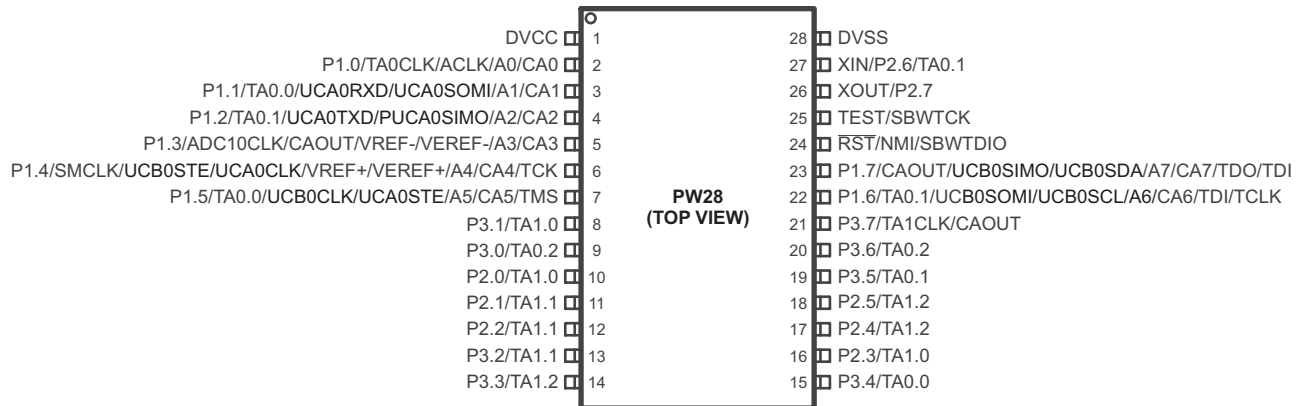 DVCC 1 28 DVSS
P1.0/TA0CLK/ACLK/A0/CA0 2 27 XIN/P2.6/TA0.1
P1.1/TA0.0/UCA0RXD/UCA0SOMI/A1/CA1 3 26 XOUT/P2.7
P1.2/TA0.1/UCA0TXD/PUCA0SIMO/A2/CA2 4 25 TEST/SBWTCK
P1.3/ADC10CLK/CAOUT/VREF-/VEREF-/A3/CA3 5 24 RST/NMI/SBWTDIO
P1.4/SMCLK/UCB0STE/UCA0CLK/VREF+/VEREF+/A4/CA4/TCK 6 23 P1.7/CAOUT/UCB0SIMO/UCB0SDA/A7/CA7/TDO/TDI
P1.5/TA0.0/UCB0CLK/UCA0STE/A5/CA5/TMS 7 PW28 22 P1.6/TA0.1/UCB0SOMI/UCB0SCL/A6/CA6/TDI/TCLK
P3.1/TA1.0 8 (TOP VIEW) 21 P3.7/TA1CLK/CAOUT
P3.0/TA0.2 9 20 P3.6/TA0.2
P2.0/TA1.0 10 19 P3.5/TA0.1
P2.1/TA1.1 11 18 P2.5/TA1.2
P2.2/TA1.1 12 17 P2.4/TA1.2
P3.2/TA1.1 13 16 P2.3/TA1.0
P3.3/TA1.2 14 15 P3.4/TA0.0